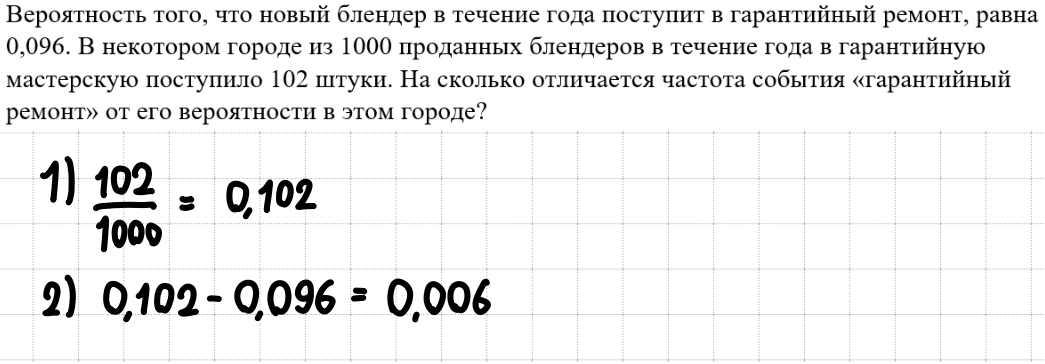 Вероятность того, что новый блендер в течение года поступит в гарантийный ремонт, равна
0,096. В некотором городе из 1000 проданных блендеров в течение года в гарантийную
мастерскую поступило 102 штуки. На сколько отличается частота события «гарантийный
ремонт» от его вероятности в этом городе?
1) 102/1000 = 0,102
2) 0,102 - 0,096 = 0,006